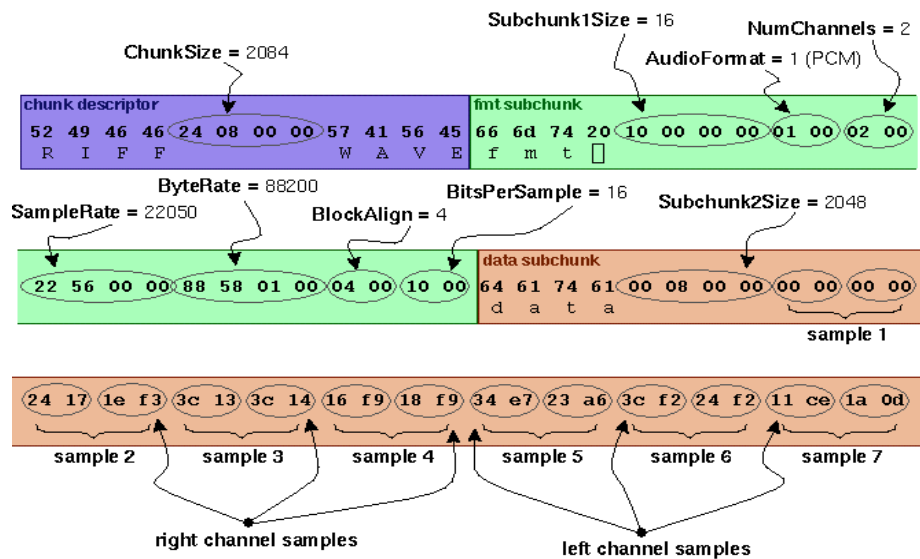 Subchunk1Size = 16
NumChannels = 2
ChunkSize = 2084
AudioFormat = 1 (PCM)
chunk descriptor
fmt subchunk
52 49 46 46 24 08 00 00 57 41 56 45 66 6d 74 20 10 00 00 00 01 00 02 00
R I F F W A V E f m t
ByteRate = 88200
BitsPerSample = 16
SampleRate = 22050
BlockAlign = 4
Subchunk2Size = 2048
data subchunk
22 56 00 00 88 58 01 00 04 00 10 00 64 61 74 61 00 08 00 00 00 00 00 00
d a t a
sample 1
24 17 1e f3 3c 13 3c 14 16 f9 18 f9 34 e7 23 a6 3c f2 24 f2 11 ce 1a 0d
sample 2 sample 3 sample 4 sample 5 sample 6 sample 7
right channel samples
left channel samples